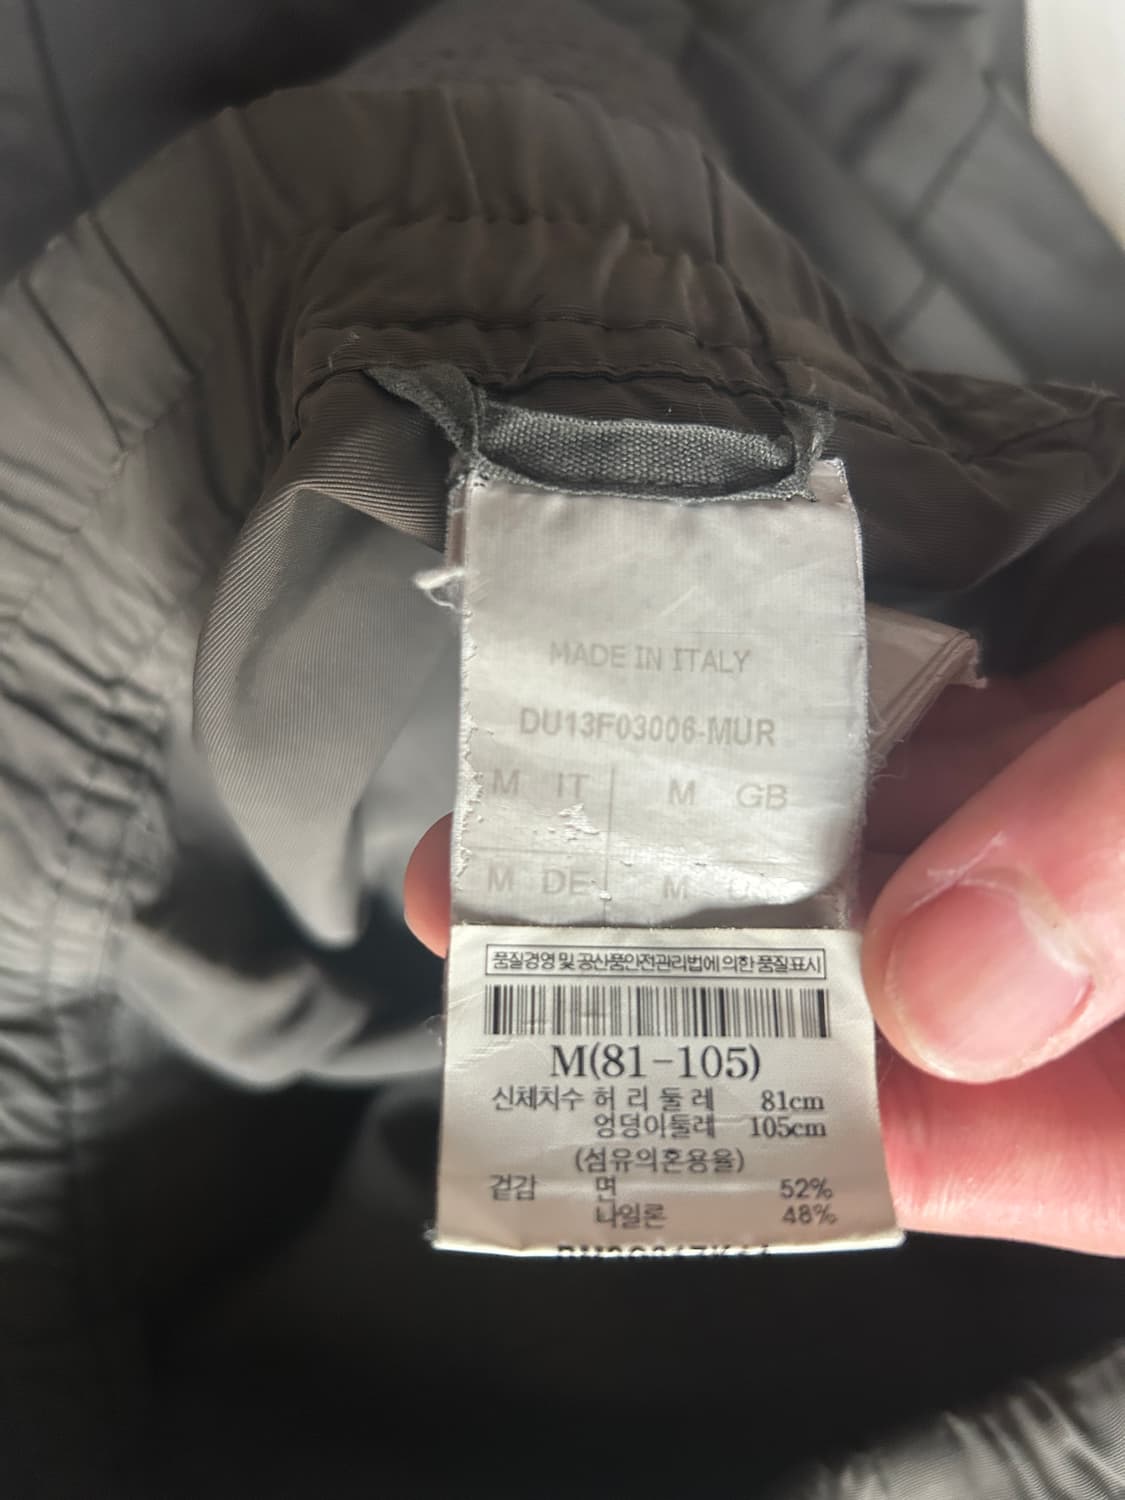 MADE IN ITALY
DU13F03006-MUR
M IT M GB
M DE M
품질경영 및 공산품안전관리법에 의한 품질표시
M(81-105)
신체치수 허 리 둘 레 81cm
엉덩이둘레 105cm
(섬유의혼용율)
겉감 면 52%
나일론 48%